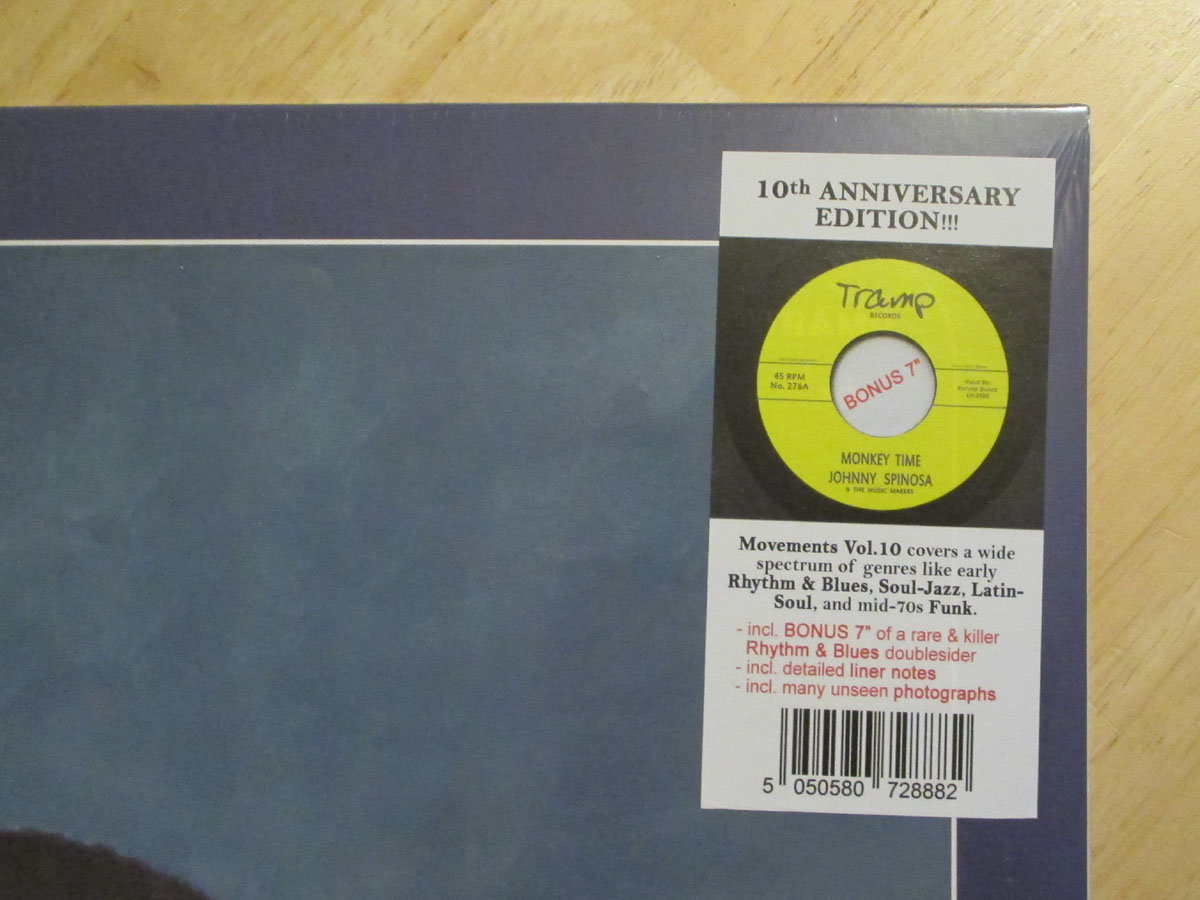 10th ANNIVERSARY
EDITION!!!
Tramp
RECORDS
45 RPM
No. 276A
BONUS 7"
Vocal by:
MONKEY TIME
JOHNNY SPINOSA
& THE MUSIC MAKERS
Movements Vol.10 covers a wide
spectrum of genres like early
Rhythm & Blues, Soul-Jazz, Latin-
Soul, and mid-70s Funk.
- incl. BONUS 7" of a rare & killer
Rhythm & Blues doublesider
- incl. detailed liner notes
- incl. many unseen photographs
5 050580 728882